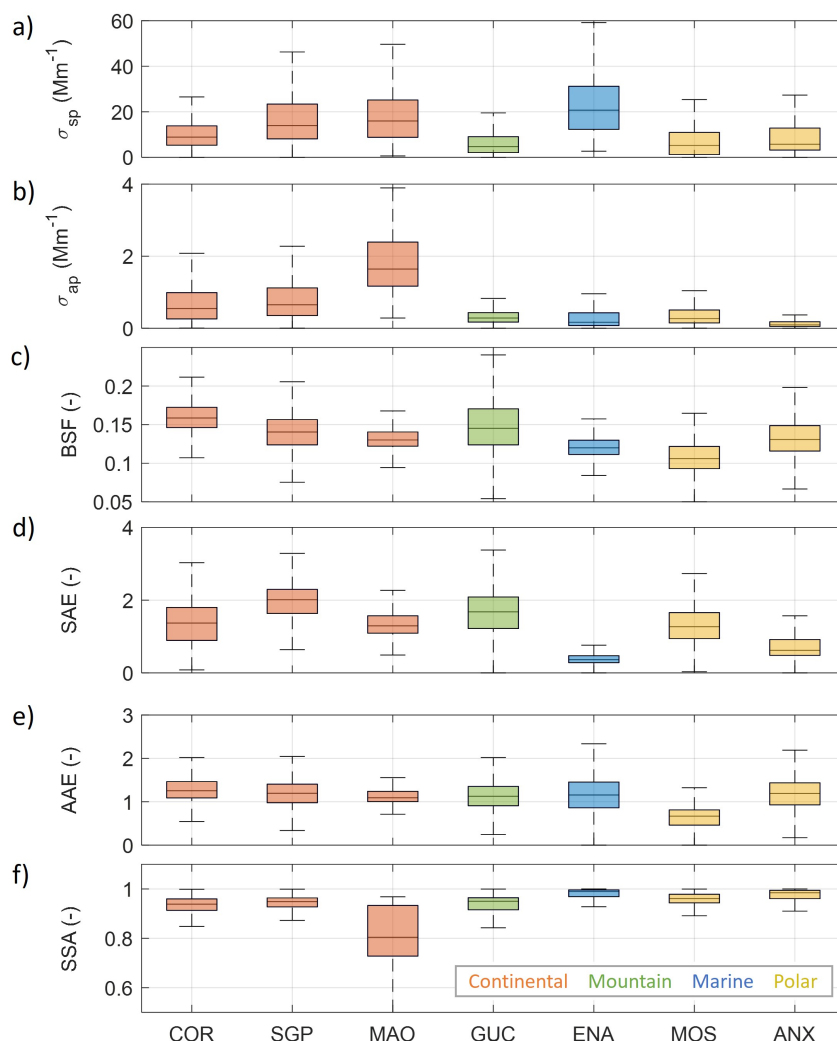 a)
σsp (Mm-1)
60
40
20
0
b)
σap (Mm-1)
4
2
0
c)
BSF (-)
0.2
0.15
0.1
0.05
d)
SAE (-)
4
2
0
e)
AAE (-)
3
2
1
0
f)
SSA (-)
1
0.8
0.6
Continental Mountain Marine Polar
COR SGP MAO GUC ENA MOS ANX